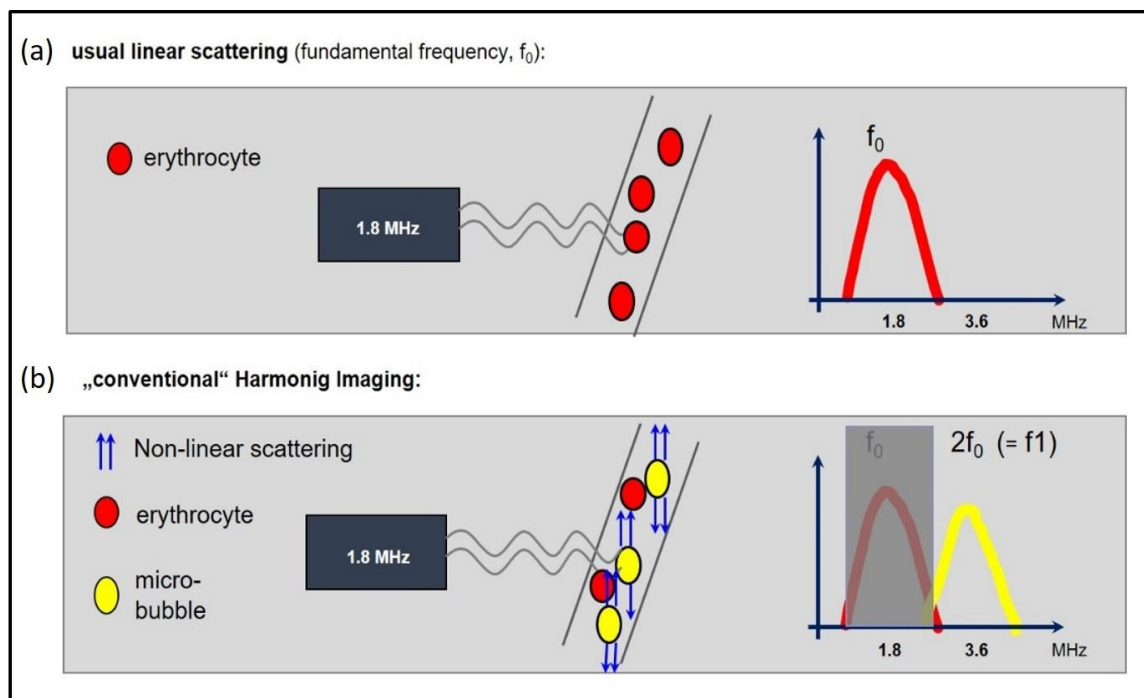 (a) usual linear scattering (fundamental frequency, f₀):
erythrocyte
1.8 MHz
f₀
1.8 3.6 MHz
(b) „conventional“ Harmonig Imaging:
Non-linear scattering
erythrocyte
micro-
bubble
1.8 MHz
f₀ 2f₀ (= f1)
1.8 3.6 MHz